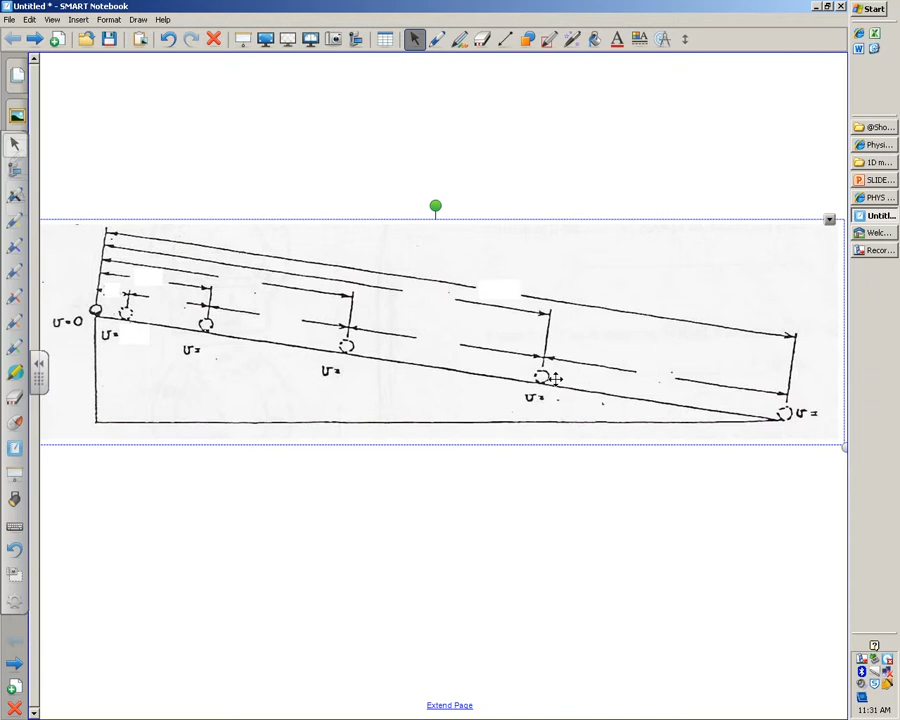 Untitled * - SMART Notebook
File Edit View Insert Format Draw Help
Start
@Sho...
Physi...
1D m...
SLIDE...
PHYS ...
Untitl...
Welc...
Recor...
v=0
v=
v=
v=
v=
v=
Extend Page
11:31 AM